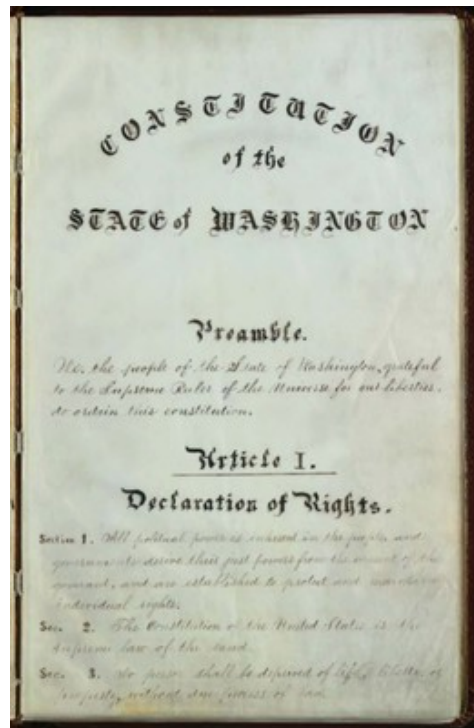 CONSTITUTION
of the
STATE of WASHINGTON
Preamble.
We, the people of the State of Washington, grateful
to the Supreme Ruler of the Universe for our liberties,
do ordain this constitution.
Article I.
Declaration of Rights.
Section 1. All political power is inherent in the people, and
governments derive their just powers from the consent of the
governed, and are established to protect and maintain
individual rights.
Sec. 2. The Constitution of the United States is the
supreme law of the land.
Sec. 3. No person shall be deprived of life, liberty, or
property, without due process of law.